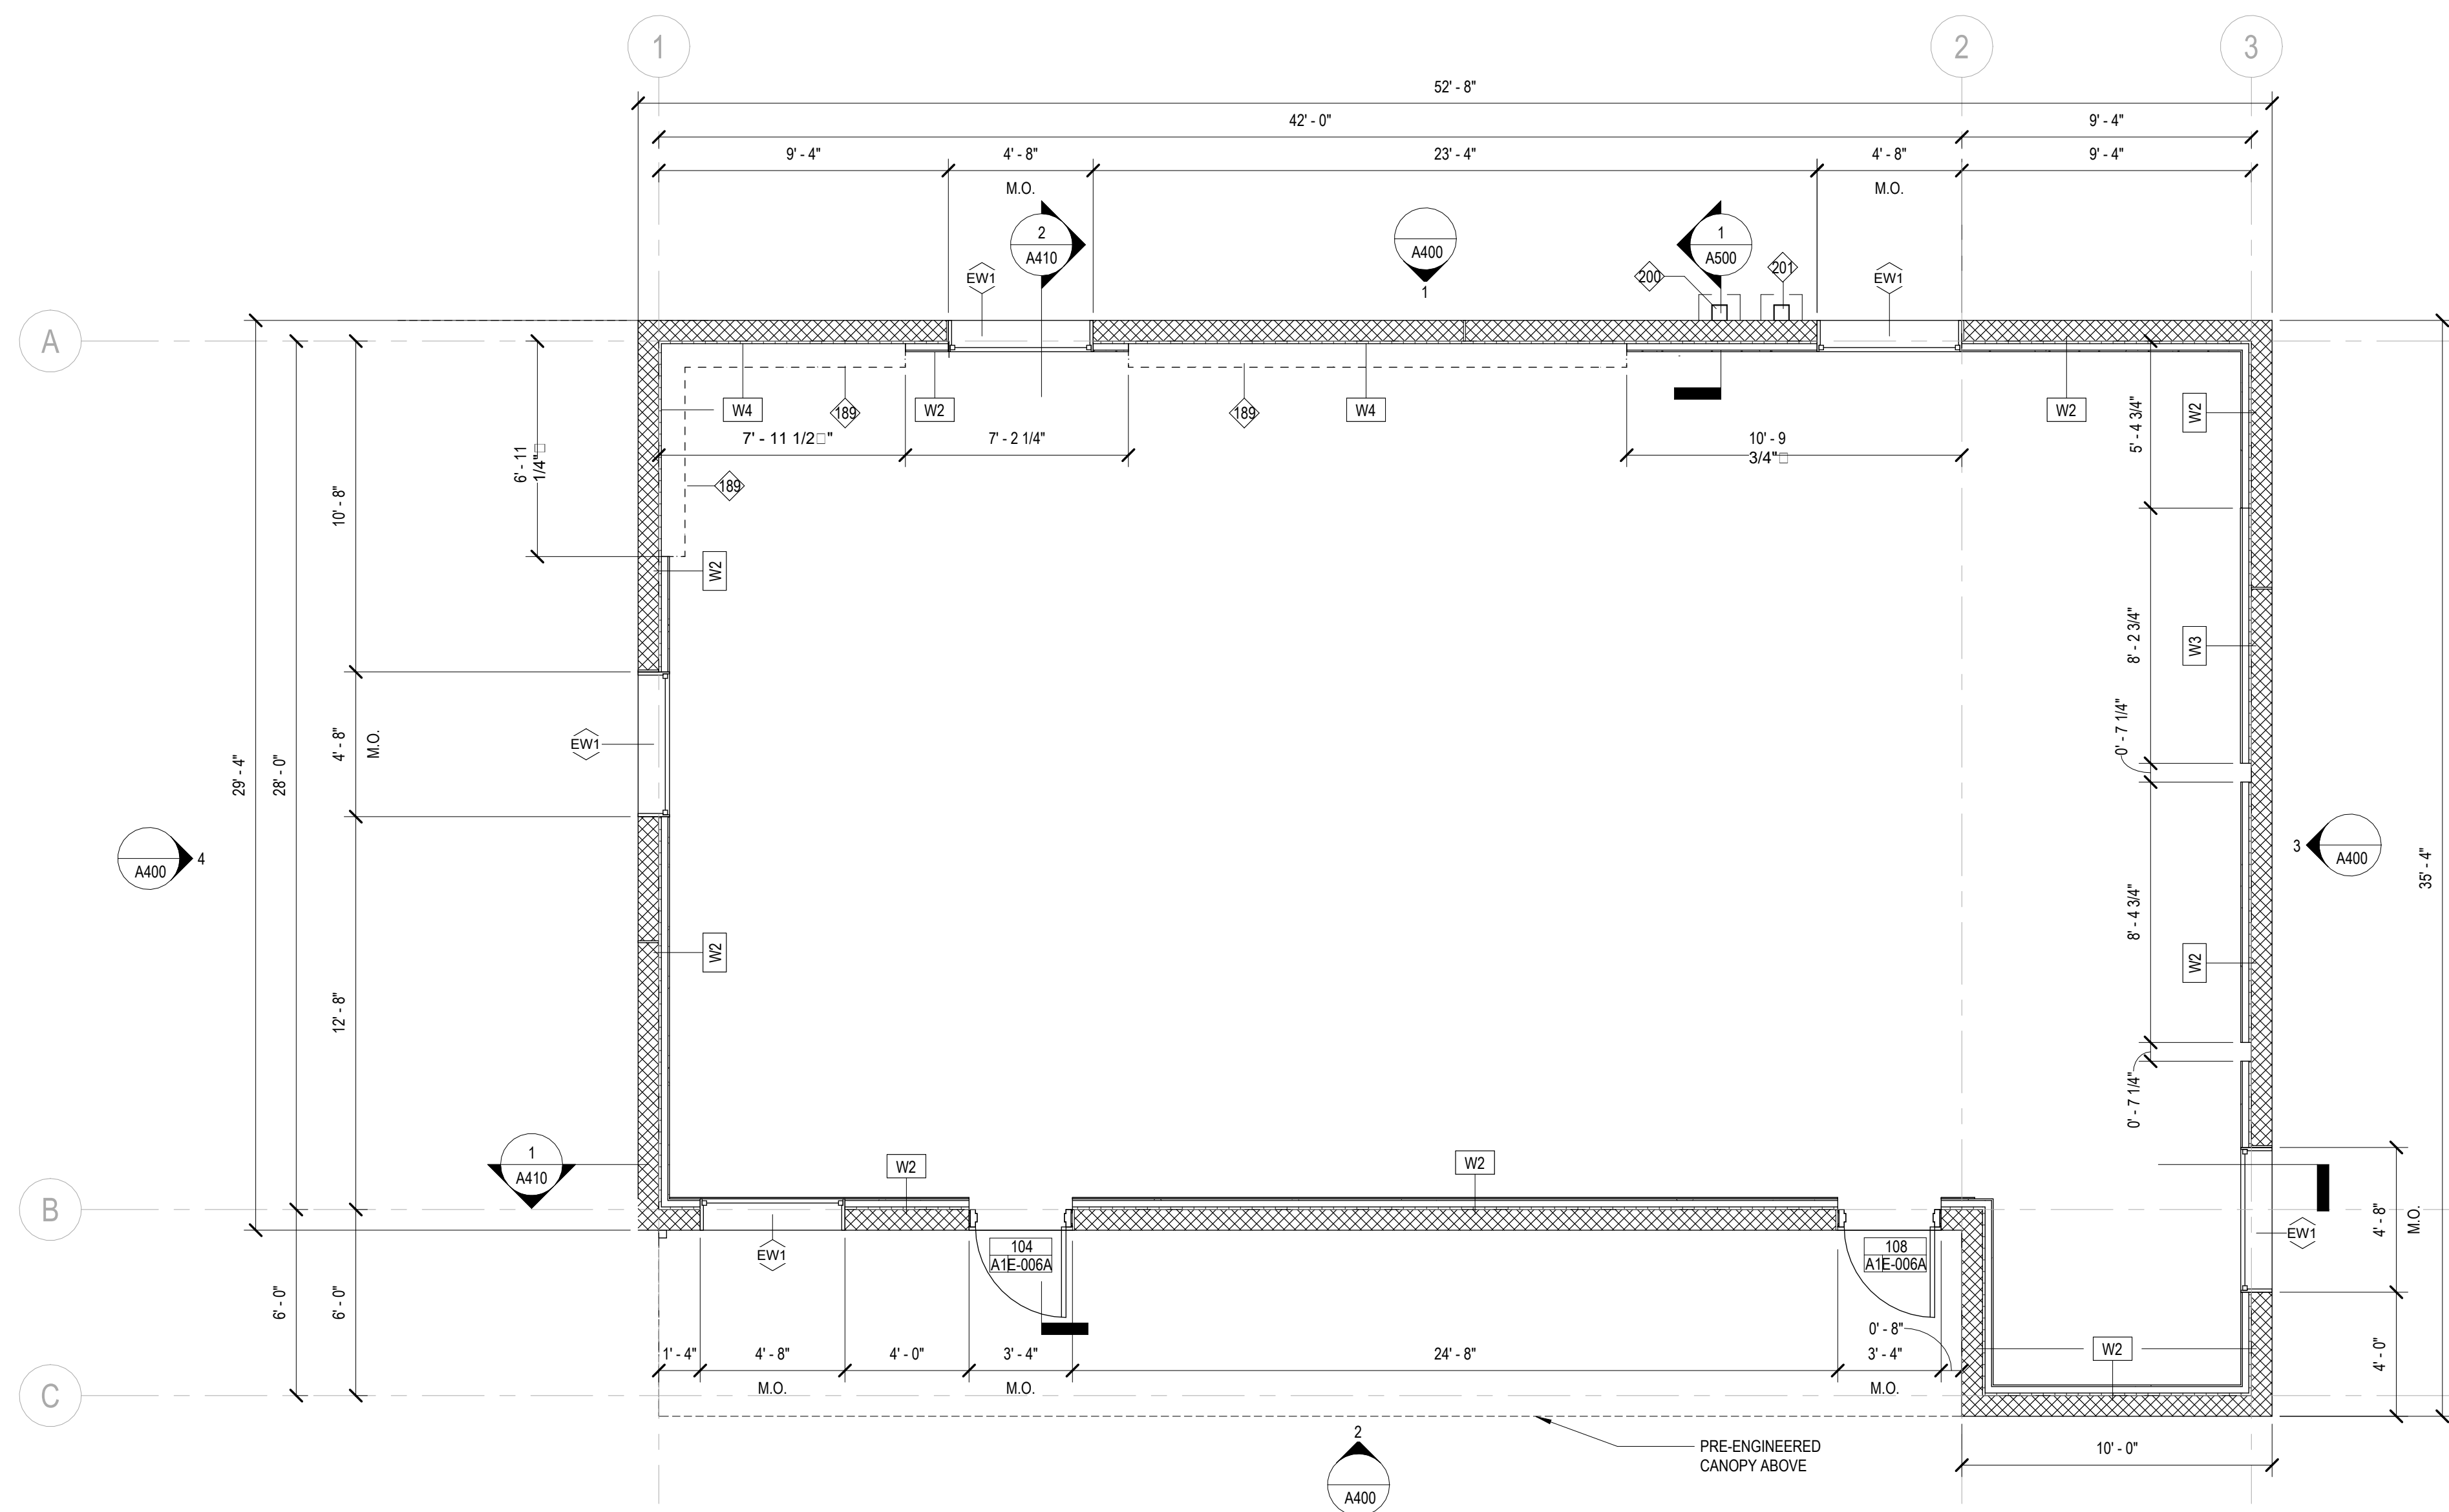 1
2
3
52' - 8"
42' - 0"
9' - 4"
9' - 4"
4' - 8"
23' - 4"
4' - 8"
9' - 4"
M.O.
M.O.
2
A410
A400
1
1
A500
EW1
200
201
EW1
A
W4
189
W2
189
W4
W2
W2
7' - 11 1/2□"
7' - 2 1/4"
10' - 9
3/4"□
5' - 4 3/4"
6' - 11
1/4"□
189
10' - 8"
W2
8' - 2 3/4"
W3
0' - 7 1/4"
29' - 4"
28' - 0"
4' - 8"
M.O.
EW1
A400
4
3
A400
35' - 4"
8' - 4 3/4"
W2
W2
12' - 8"
0' - 7 1/4"
1
A410
W2
W2
B
EW1
104
A1E-006A
108
A1E-006A
EW1
4' - 8"
M.O.
6' - 0"
6' - 0"
0' - 8"
1' - 4"
4' - 8"
4' - 0"
3' - 4"
24' - 8"
3' - 4"
W2
4' - 0"
M.O.
M.O.
M.O.
C
2
A400
PRE-ENGINEERED
CANOPY ABOVE
10' - 0"